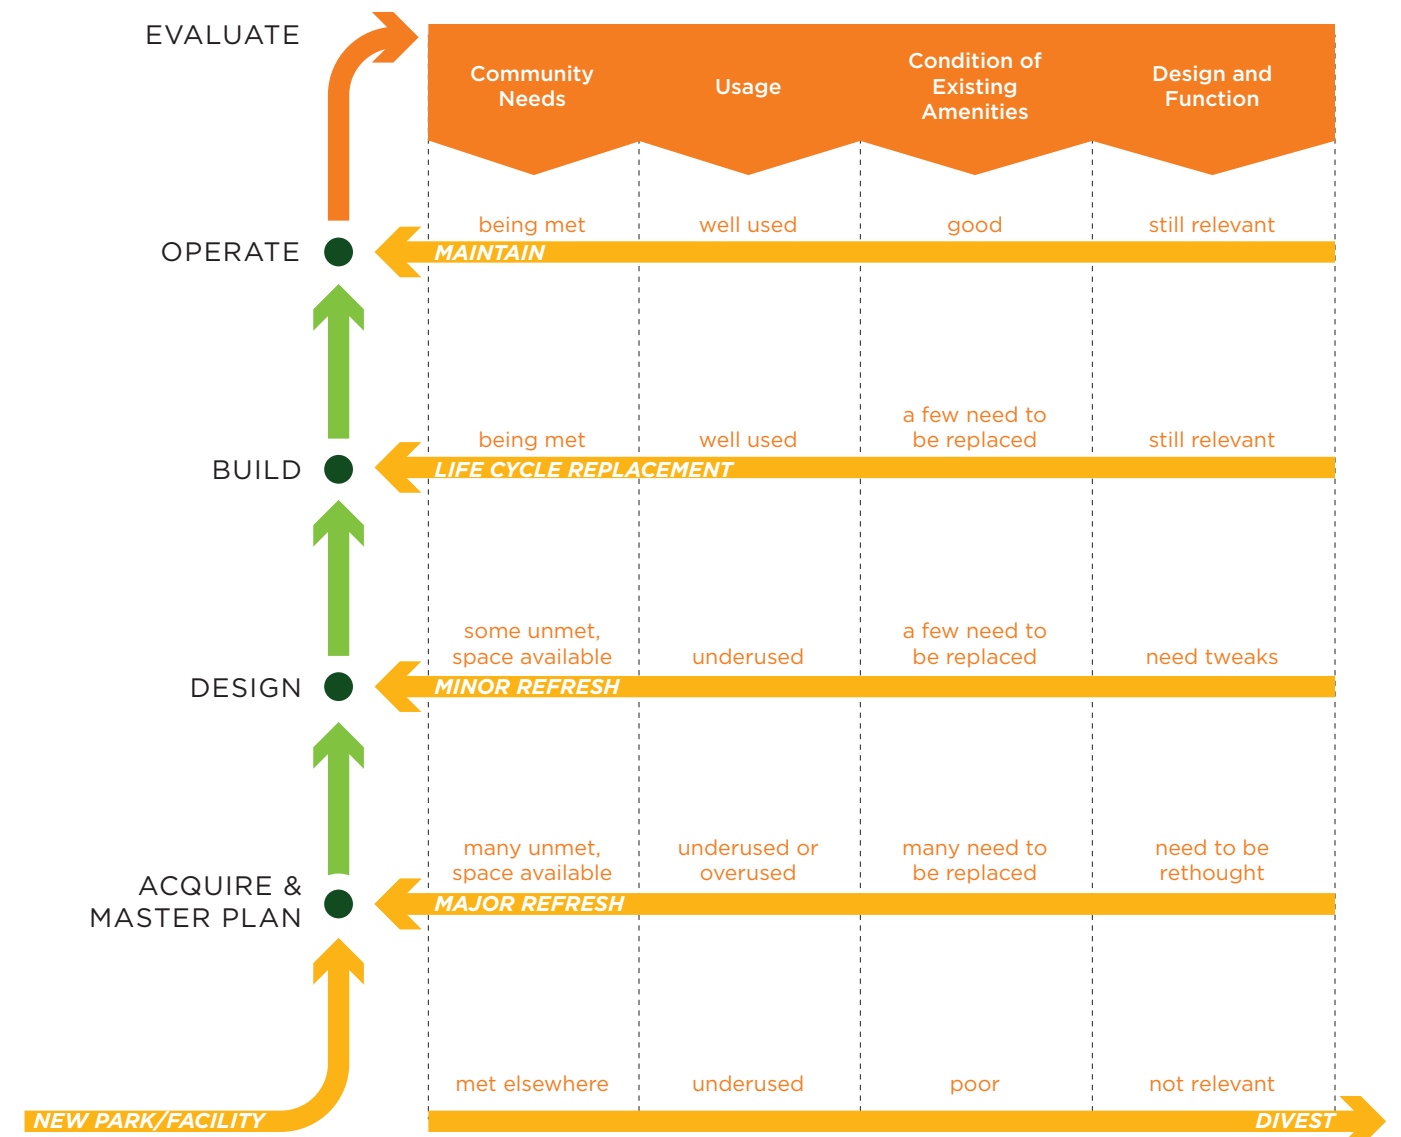 EVALUATE
Community
Needs
Usage
Condition of
Existing
Amenities
Design and
Function
being met
well used
good
still relevant
OPERATE
MAINTAIN
being met
well used
a few need to
be replaced
still relevant
BUILD
LIFE CYCLE REPLACEMENT
some unmet,
space available
underused
a few need to
be replaced
need tweaks
DESIGN
MINOR REFRESH
many unmet,
space available
underused or
overused
many need to
be replaced
need to be
rethought
ACQUIRE &
MASTER PLAN
MAJOR REFRESH
met elsewhere
underused
poor
not relevant
NEW PARK/FACILITY
DIVEST